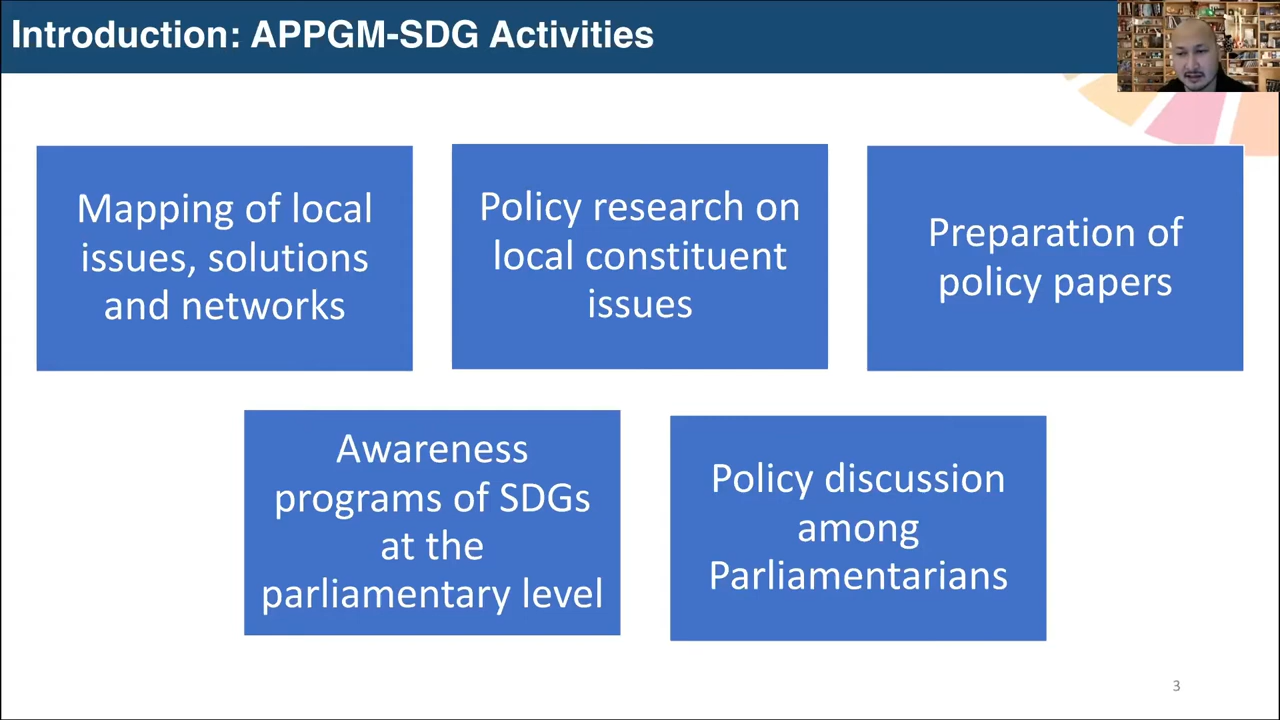 Introduction: APPGM-SDG Activities
Mapping of local
issues, solutions
and networks
Policy research on
local constituent
issues
Preparation of
policy papers
Awareness
programs of SDGs
at the
parliamentary level
Policy discussion
among
Parliamentarians
3